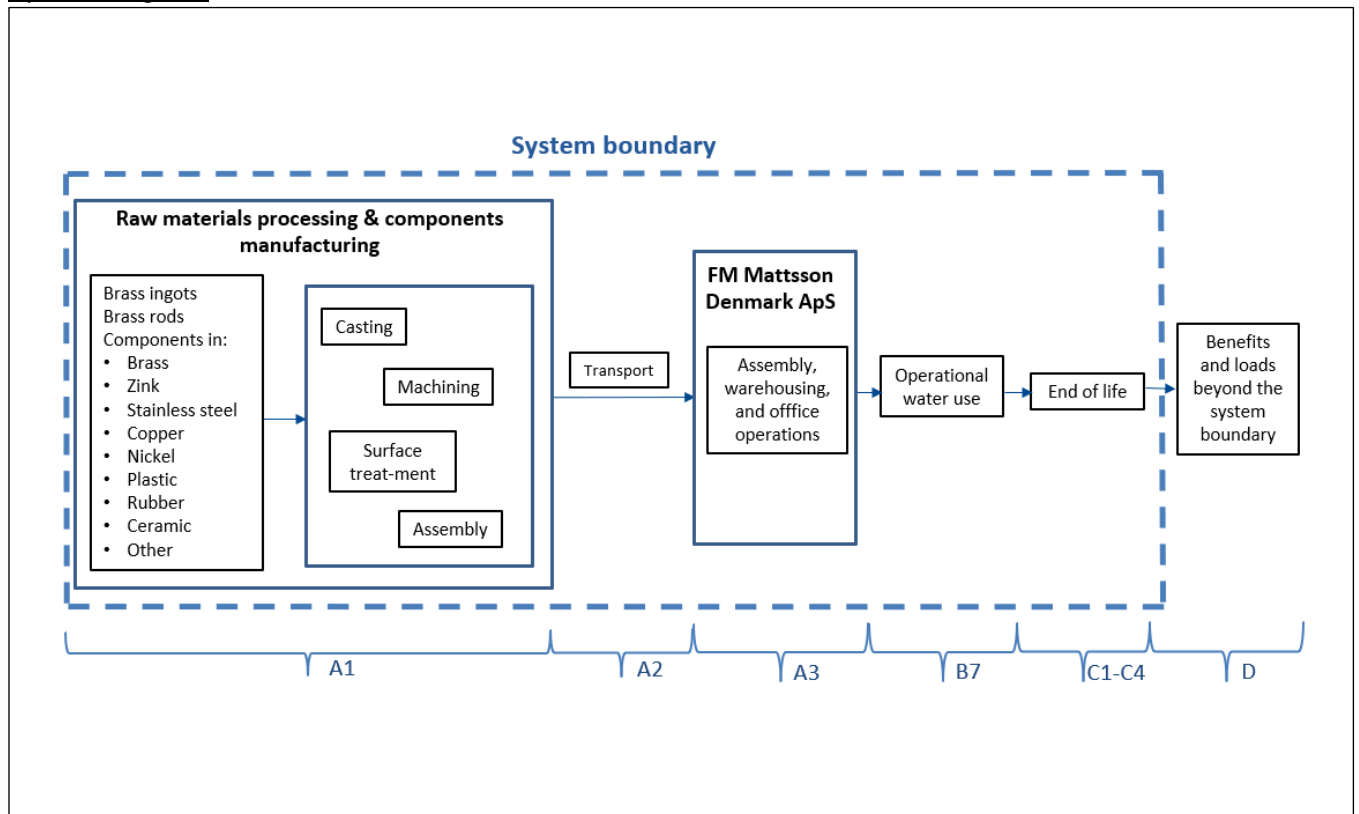 System boundary
Raw materials processing & components
manufacturing
Brass ingots
Brass rods
Components in:
• Brass
• Zink
• Stainless steel
• Copper
• Nickel
• Plastic
• Rubber
• Ceramic
• Other
Casting
Machining
Surface
treat-ment
Assembly
Transport
FM Mattsson
Denmark ApS
Assembly,
warehousing,
and offfice
operations
Operational
water use
End of life
Benefits
and loads
beyond the
system
boundary
A1
A2
A3
B7
C1-C4
D